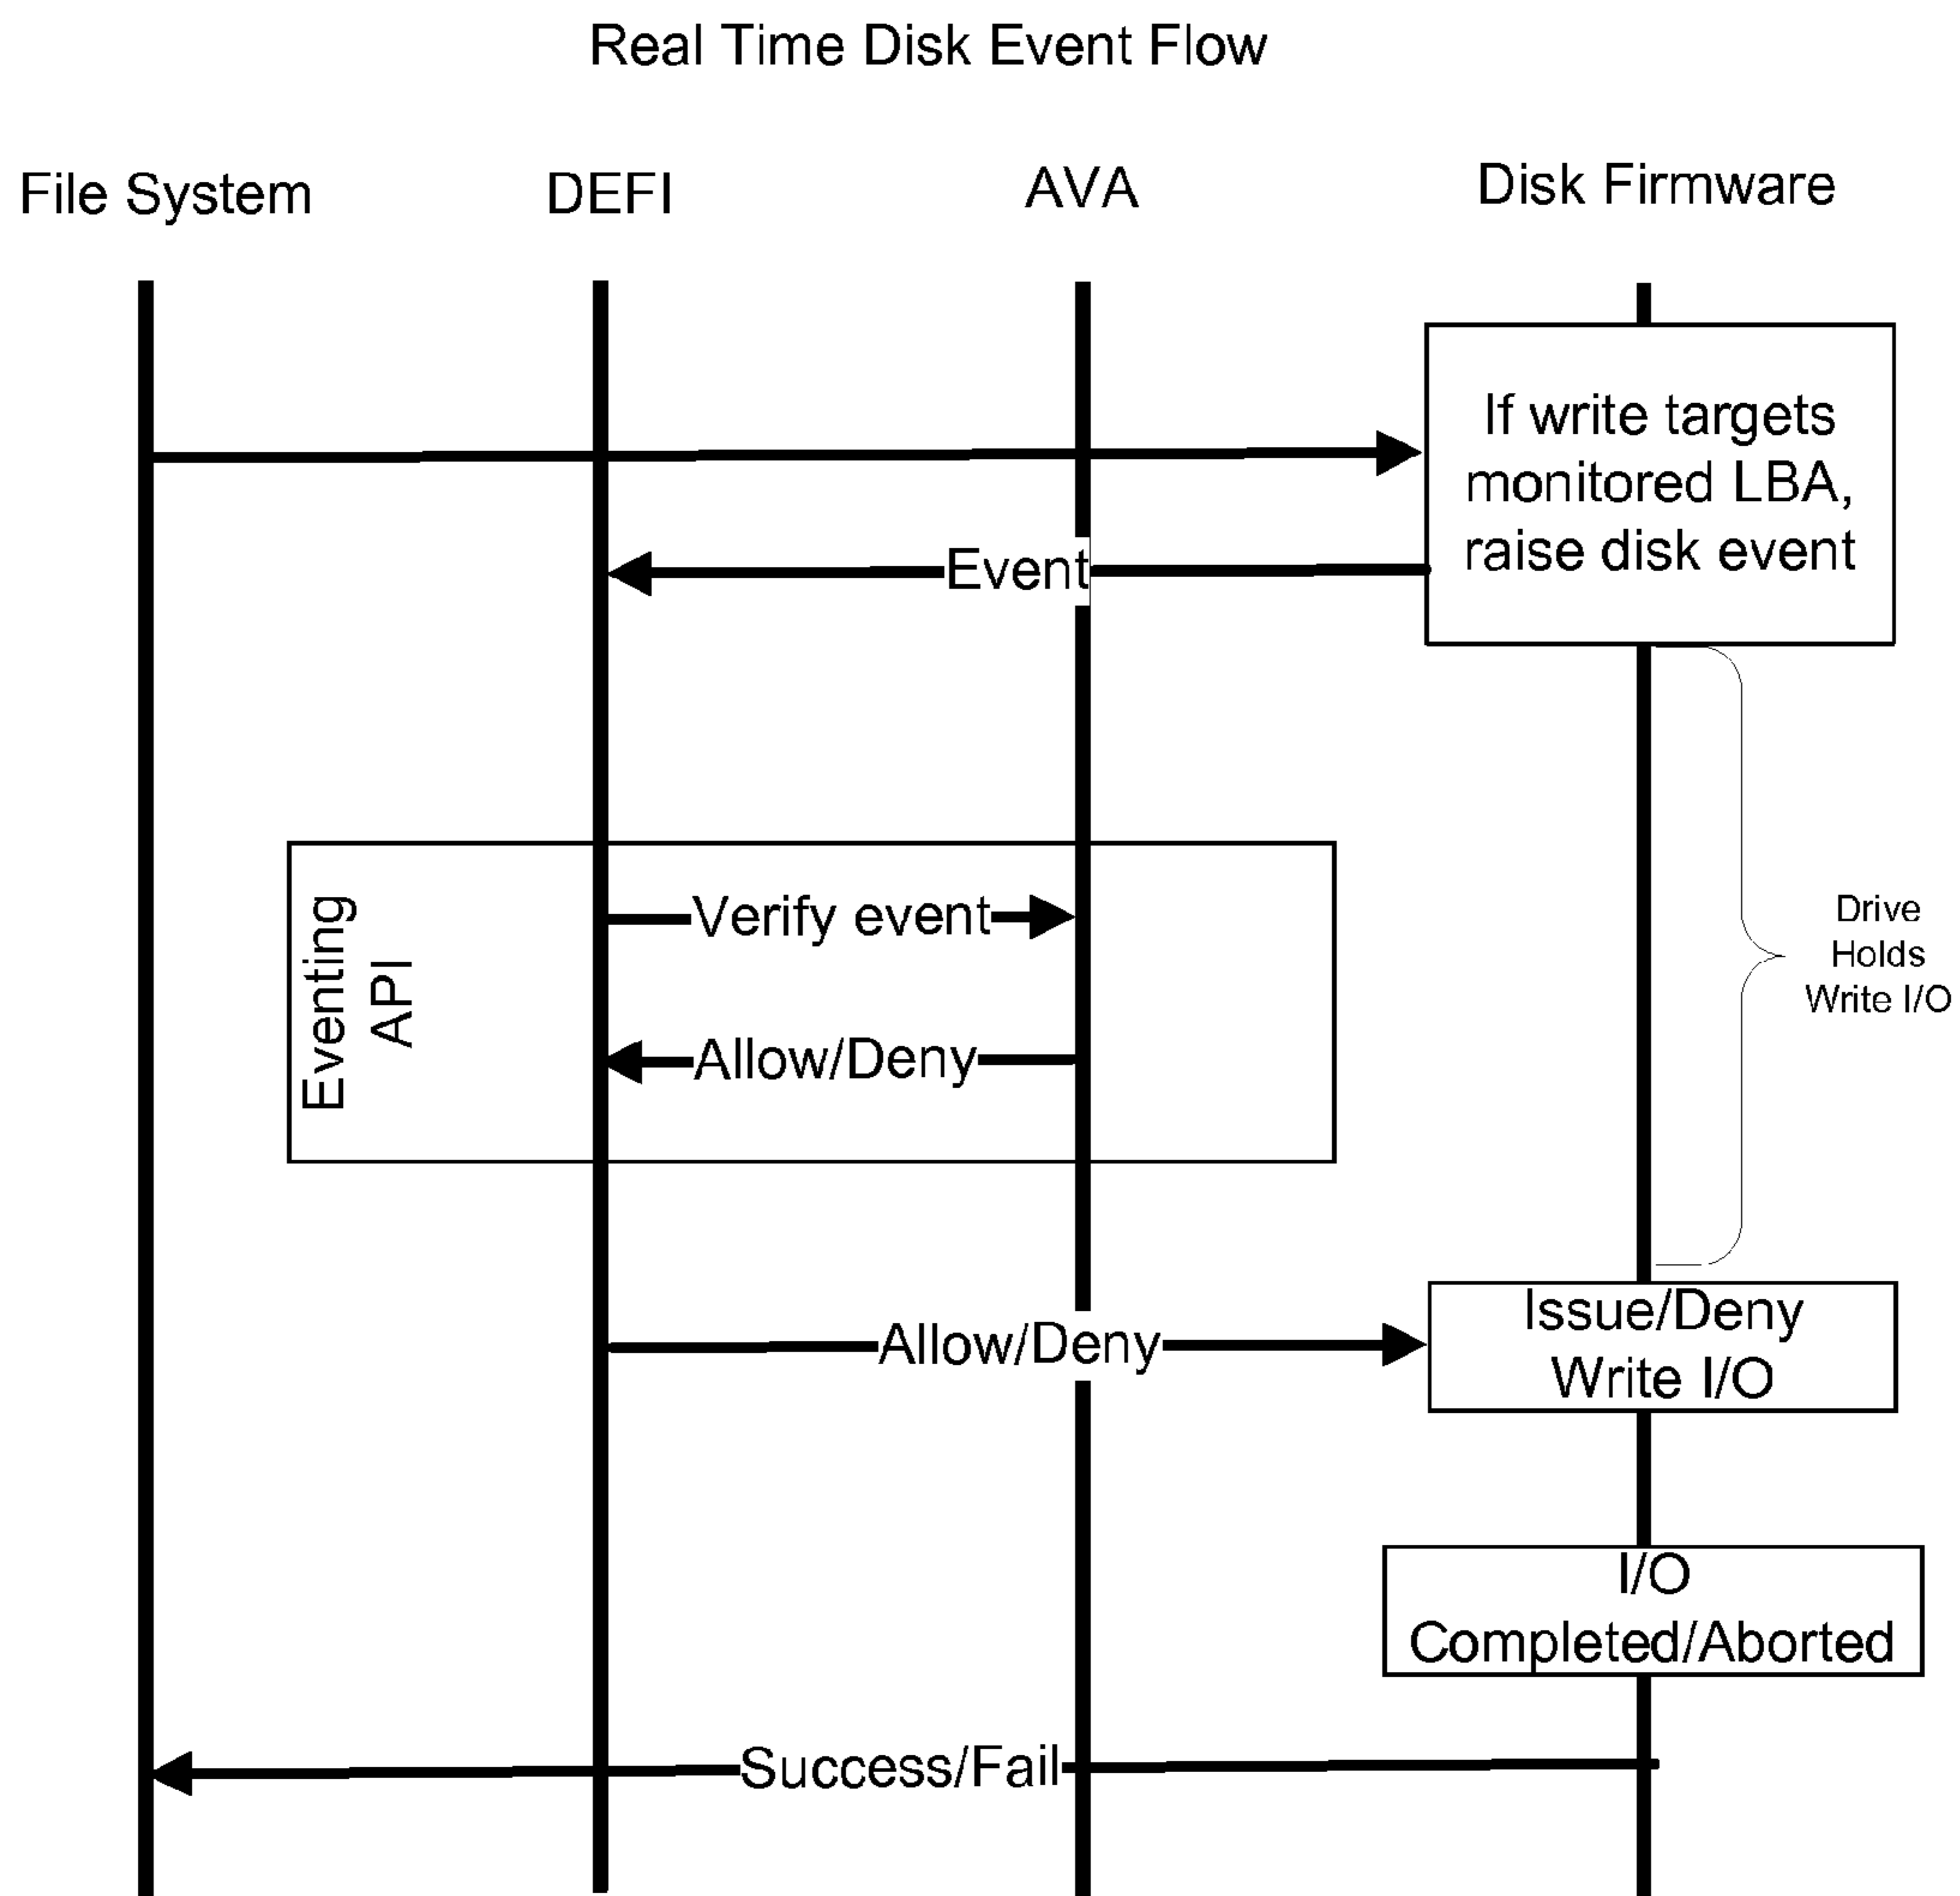 Real Time Disk Event Flow
File System
DEFI
AVA
Disk Firmware
If write targets
monitored LBA,
raise disk event
Event
Eventing
API
Verify event
Allow/Deny
Drive
Holds
Write I/O
Allow/Deny
Issue/Deny
Write I/O
I/O
Completed/Aborted
Success/Fail